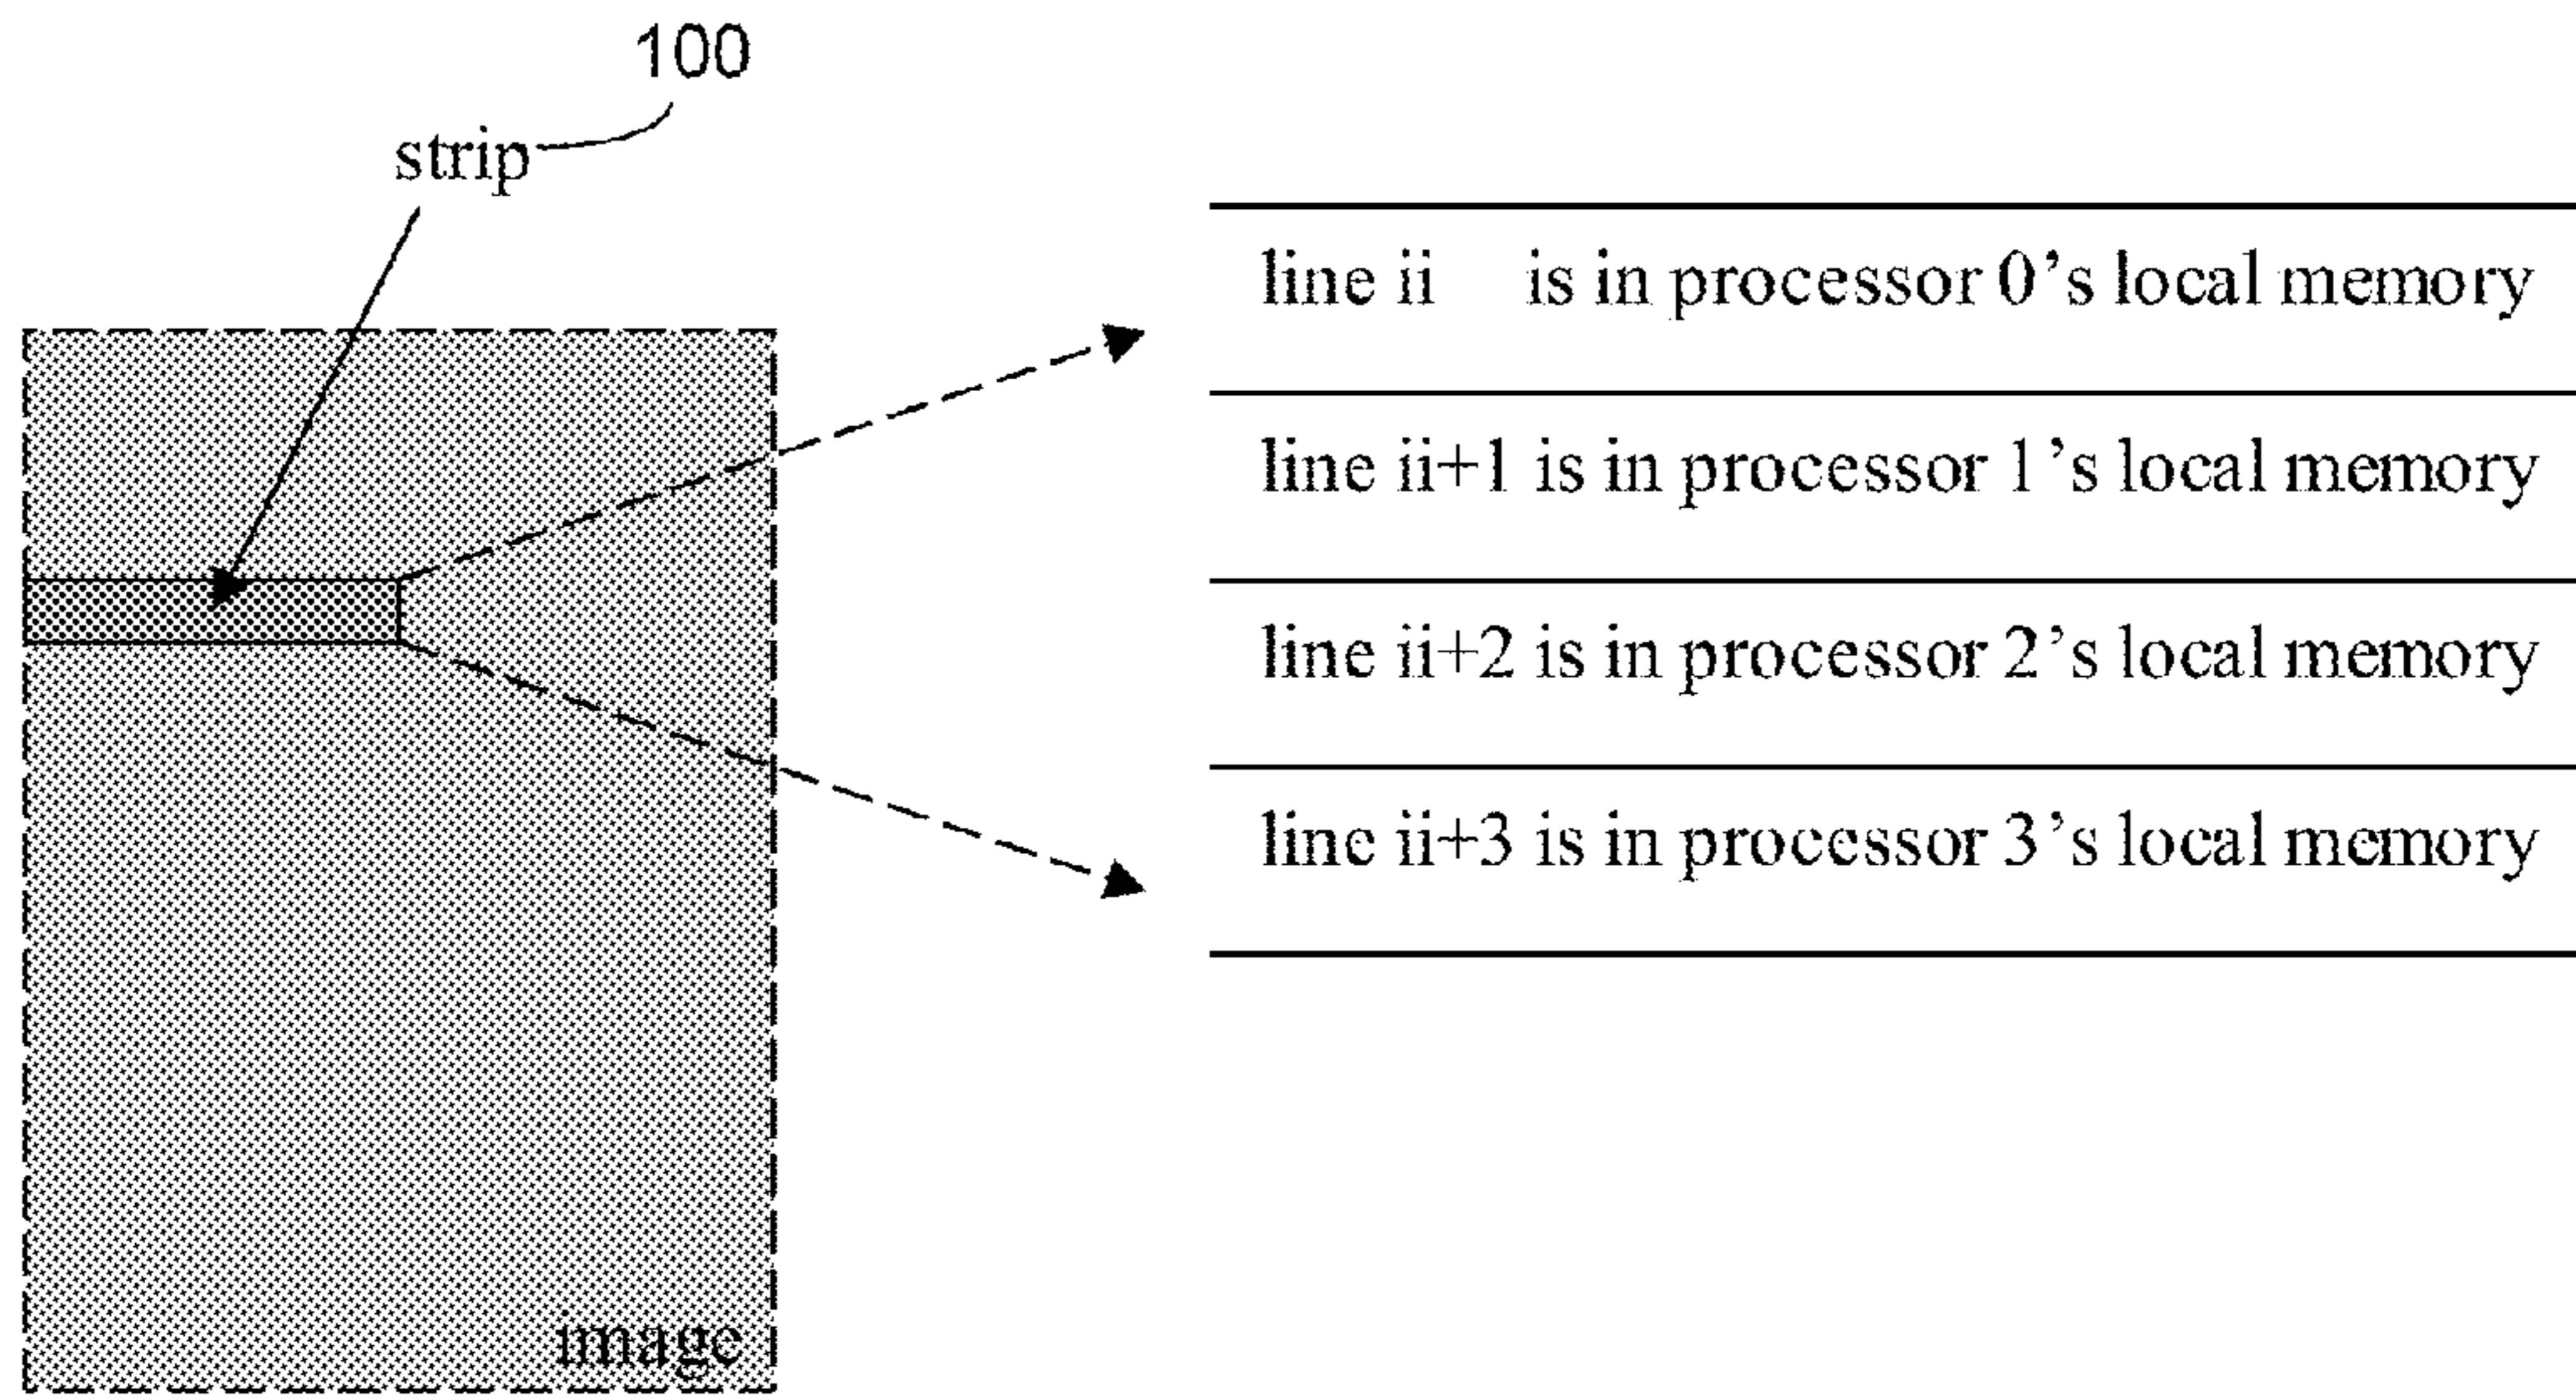 100
strip
line ii is in processor 0’s local memory
line ii+1 is in processor 1’s local memory
line ii+2 is in processor 2’s local memory
line ii+3 is in processor 3’s local memory
image